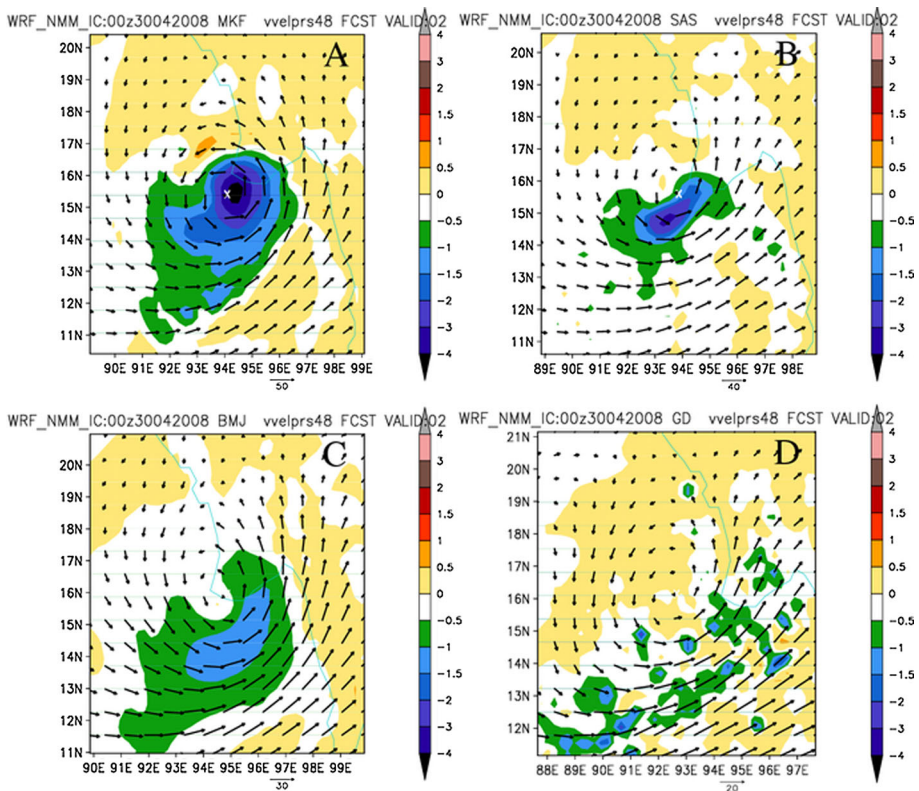 WRF_NMM_IC:00z30042008 MKF vvelprs48 FCST VALID:02
A
20N
19N
18N
17N
16N
15N
14N
13N
12N
11N
90E 91E 92E 93E 94E 95E 96E 97E 98E 99E
50
4
3
2
1.5
1
0.5
0
-0.5
-1
-1.5
-2
-3
-4
WRF_NMM_IC:00z30042008 SAS vvelprs48 FCST VALID:02
B
20N
19N
18N
17N
16N
15N
14N
13N
12N
11N
89E 90E 91E 92E 93E 94E 95E 96E 97E 98E
40
4
3
2
1.5
1
0.5
0
-0.5
-1
-1.5
-2
-3
-4
WRF_NMM_IC:00z30042008 BMJ vvelprs48 FCST VALID:02
C
20N
19N
18N
17N
16N
15N
14N
13N
12N
11N
90E 91E 92E 93E 94E 95E 96E 97E 98E 99E
30
4
3
2
1.5
1
0.5
0
-0.5
-1
-1.5
-2
-3
-4
WRF_NMM_IC:00z30042008 GD vvelprs48 FCST VALID:02
D
21N
20N
19N
18N
17N
16N
15N
14N
13N
12N
88E 89E 90E 91E 92E 93E 94E 95E 96E 97E
20
4
3
2
1.5
1
0.5
0
-0.5
-1
-1.5
-2
-3
-4